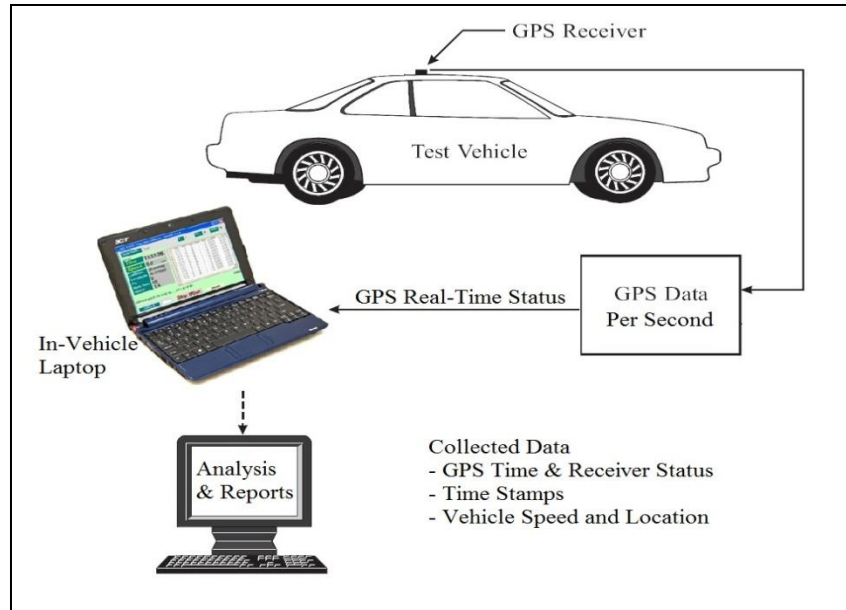 GPS Receiver
Test Vehicle
GPS Real-Time Status
GPS Data
Per Second
In-Vehicle
Laptop
Analysis
& Reports
Collected Data
- GPS Time & Receiver Status
- Time Stamps
- Vehicle Speed and Location
acer